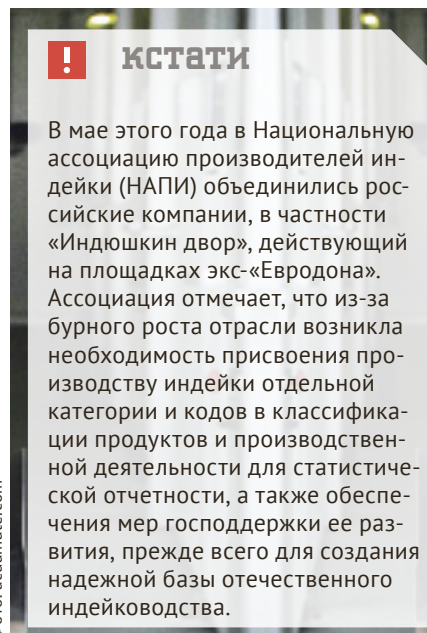 !
кстати
В мае этого года в Национальную
ассоциацию производителей ин-
дейки (НАПИ) объединились рос-
сийские компании, в частности
«Индюшкин двор», действующий
на площадках экс-«Евродона».
Ассоциация отмечает, что из-за
бурного роста отрасли возникла
необходимость присвоения про-
изводству индейки отдельной
категории и кодов в классифика-
ции продуктов и производствен-
ной деятельности для статистиче-
ской отчетности, а также обеспе-
чения мер господдержки ее раз-
вития, прежде всего для создания
надежной базы отечественного
индейководства.